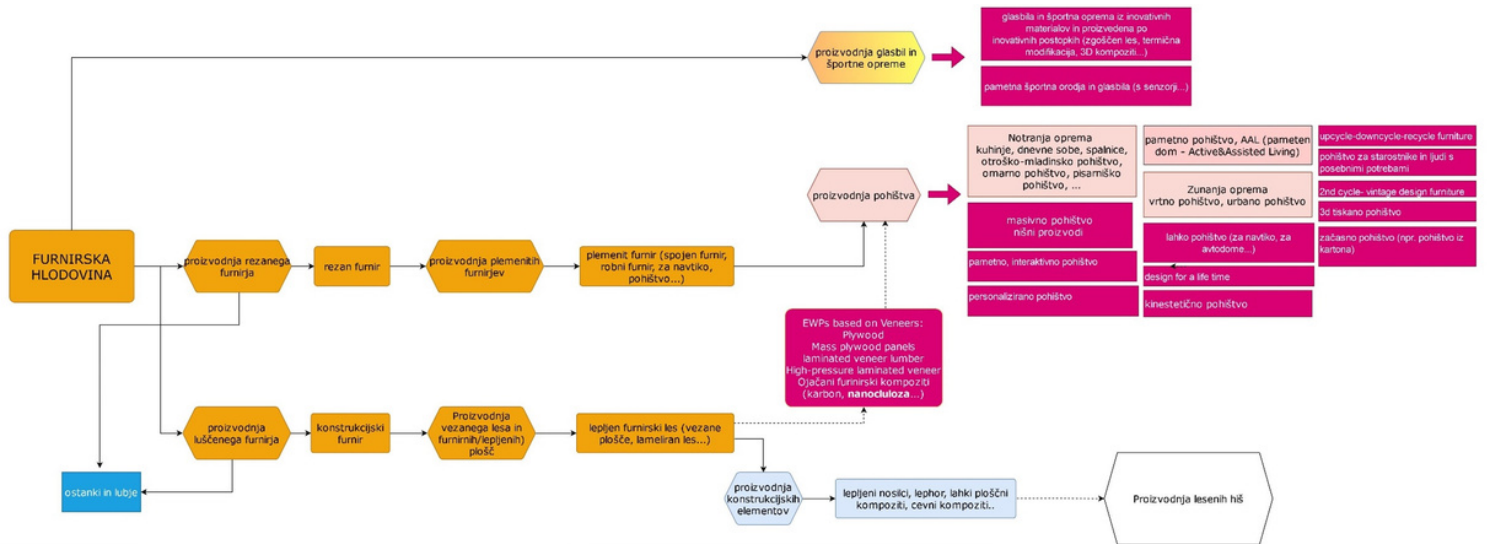 glasbila in športna oprema iz inovativnih
materialov in proizvedena po
inovativnih postopkih (zgoščen les, termična
modifikacija, 3D kompoziti...)
proizvodnja glasbil in
športne opreme
pametna športna orodja in glasbila (s senzorji...)
Notranja oprema
kuhinje, dnevne sobe, spalnice,
otroško-mladinsko pohištvo,
omarno pohištvo, pisarniško
pohištvo, ...
pametno pohištvo, AAL (pameten
dom - Active&Assisted Living)
upcycle-downcycle-recycle furniture
pohištvo za starostnike in ljudi s
posebnimi potrebami
proizvodnja pohištva
Zunanja oprema
vrtno pohištvo, urbano pohištvo
2nd cycle- vintage design furniture
3d tiskano pohištvo
masivno pohištvo
nišni proizvodi
lahko pohištvo (za navtiko, za
avtodome...)
začasno pohištvo (npr. pohištvo iz
kartona)
pametno, interaktivno pohištvo
design for a life time
personalizirano pohištvo
kinestetično pohištvo
FURNIRSKA
HLODOVINA
proizvodnja rezanega
furnirja
rezan furnir
proizvodnja plemenitih
furnirjev
plemenit furnir (spojen furnir,
robni furnir, za navtiko,
pohištvo...)
EWPs based on Veneers:
Plywood
Mass plywood panels
laminated veneer lumber
High-pressure laminated veneer
Ojačani furnirski kompoziti
(karbon, nanocluloza...)
proizvodnja
luščenega furnirja
konstrukcijski
furnir
Proizvodnja
vezanega lesa in
furnirnih/lepljenih)
plošč
lepljen furnirski les (vezane
plošče, lameliran les...)
ostanki in lubje
proizvodnja
konstrukcijskih
elementov
lepljeni nosilci, lephor, lahki ploščni
kompoziti, cevni kompoziti..
Proizvodnja lesenih hiš